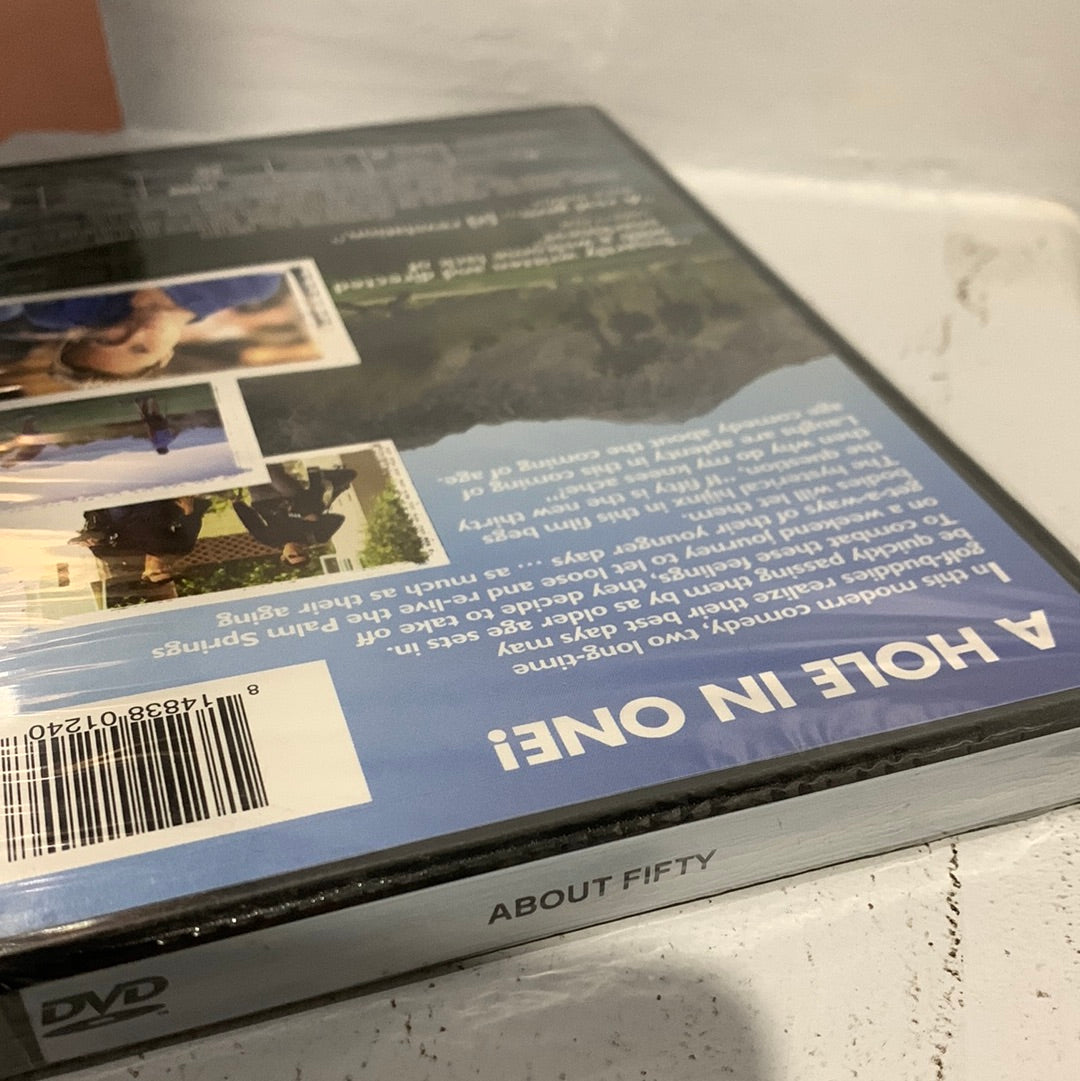 A HOLE IN ONE!
In this modern comedy, two long-time
golf-buddies realize their best days may
be quickly passing them by as older age sets in.
To combat these feelings, they decide to take off
on a weekend journey to let loose and re-live the Palm Springs
get-a-ways of their younger days ... as much as their aging
bodies will let them.
The hysterical hijinx in this film begs
the question, "If fifty is the new thirty
then why do my knees ache?"
Laughs are aplenty in this coming of
age comedy about the coming of age.
written and directed
revelation."
8 14838 01240
ABOUT FIFTY
DVD